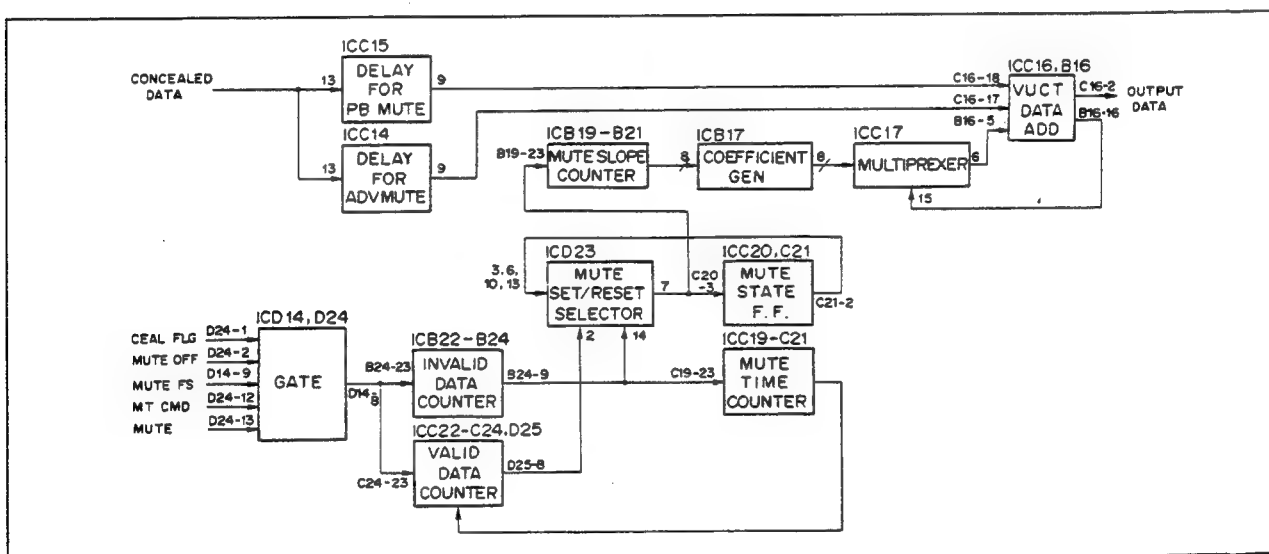 ICC15
CONCEALED
DATA
13
DELAY
FOR
PB MUTE
9
C16-18
ICC16, B16
VUCT
DATA
ADD
C16-2
OUTPUT
DATA
B16-16
ICC14
13
DELAY
FOR
ADV MUTE
9
C16-17
B16-5
ICB19-B21
B19-23
MUTE SLOPE
COUNTER
8
ICB17
COEFFICIENT
GEN
8
ICC17
MULTIPREXER
6
15
ICD23
3,6,
10,13
MUTE
SET/RESET
SELECTOR
7
2
14
ICC20, C21
C20
-3
MUTE
STATE
F. F.
C21-2
ICD14, D24
CEAL FLG D24-1
MUTE OFF D24-2
MUTE FS D14-9
MT CMD D24-12
MUTE D24-13
GATE
D14-8
ICB22-B24
B24-23
INVALID
DATA
COUNTER
B24-9
ICC19-C21
C19-23
MUTE
TIME
COUNTER
ICC22-C24, D25
C24-23
VALID
DATA
COUNTER
D25-8